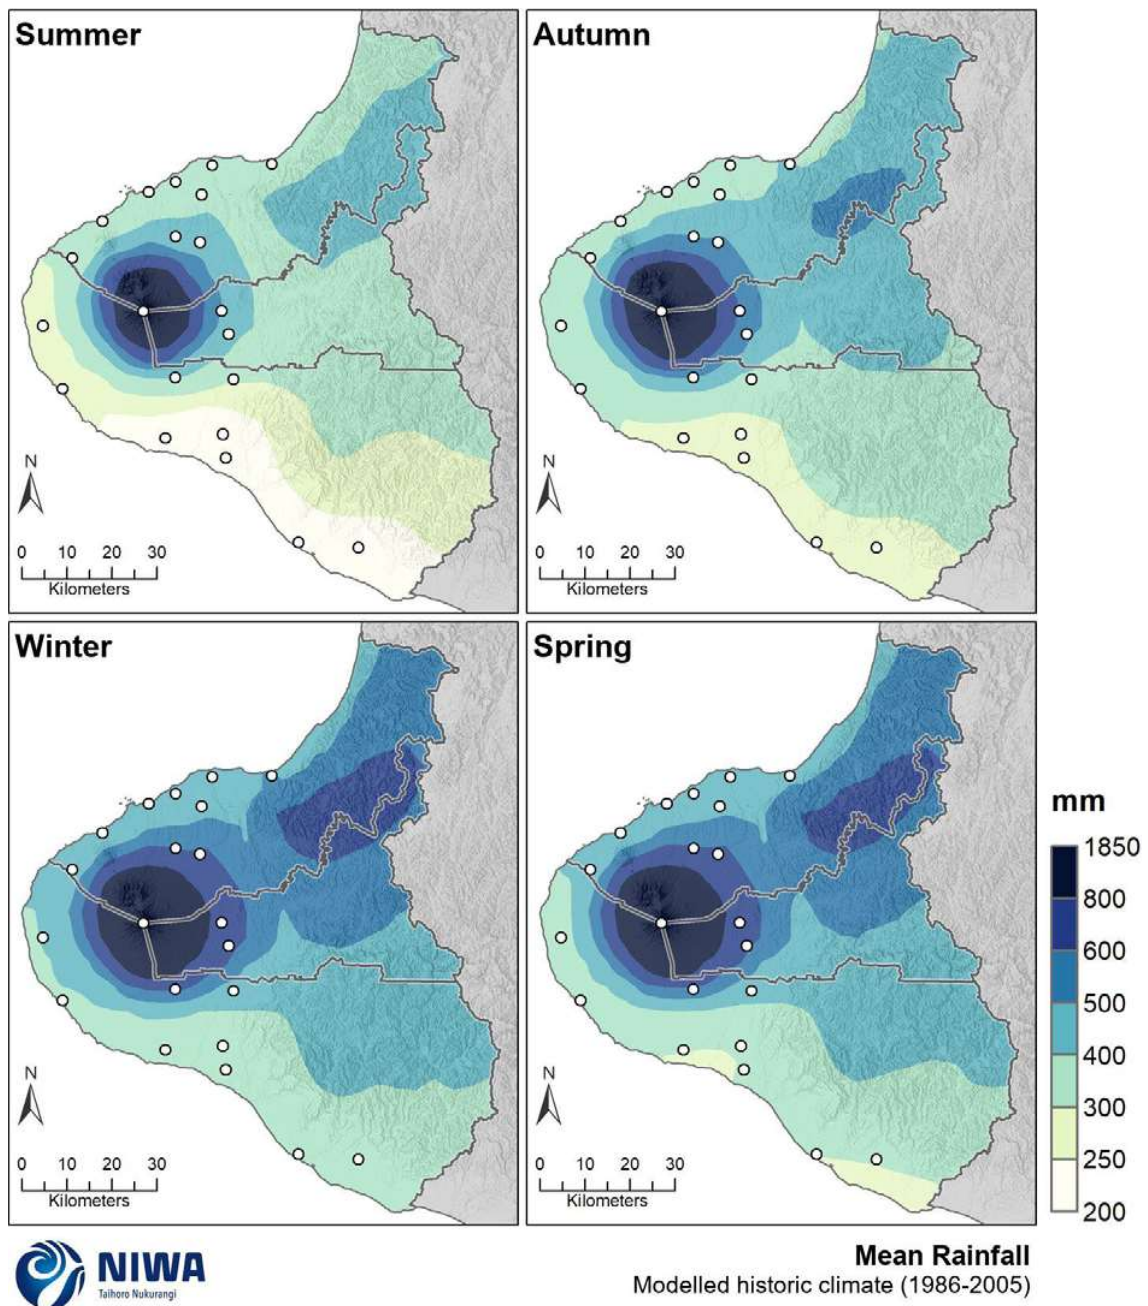 Summer
N
0 10 20 30
Kilometers
Autumn
N
0 10 20 30
Kilometers
Winter
N
0 10 20 30
Kilometers
Spring
N
0 10 20 30
Kilometers
mm
1850
800
600
500
400
300
250
200
NIWA
Taihoro Nukurangi
Mean Rainfall
Modelled historic climate (1986-2005)